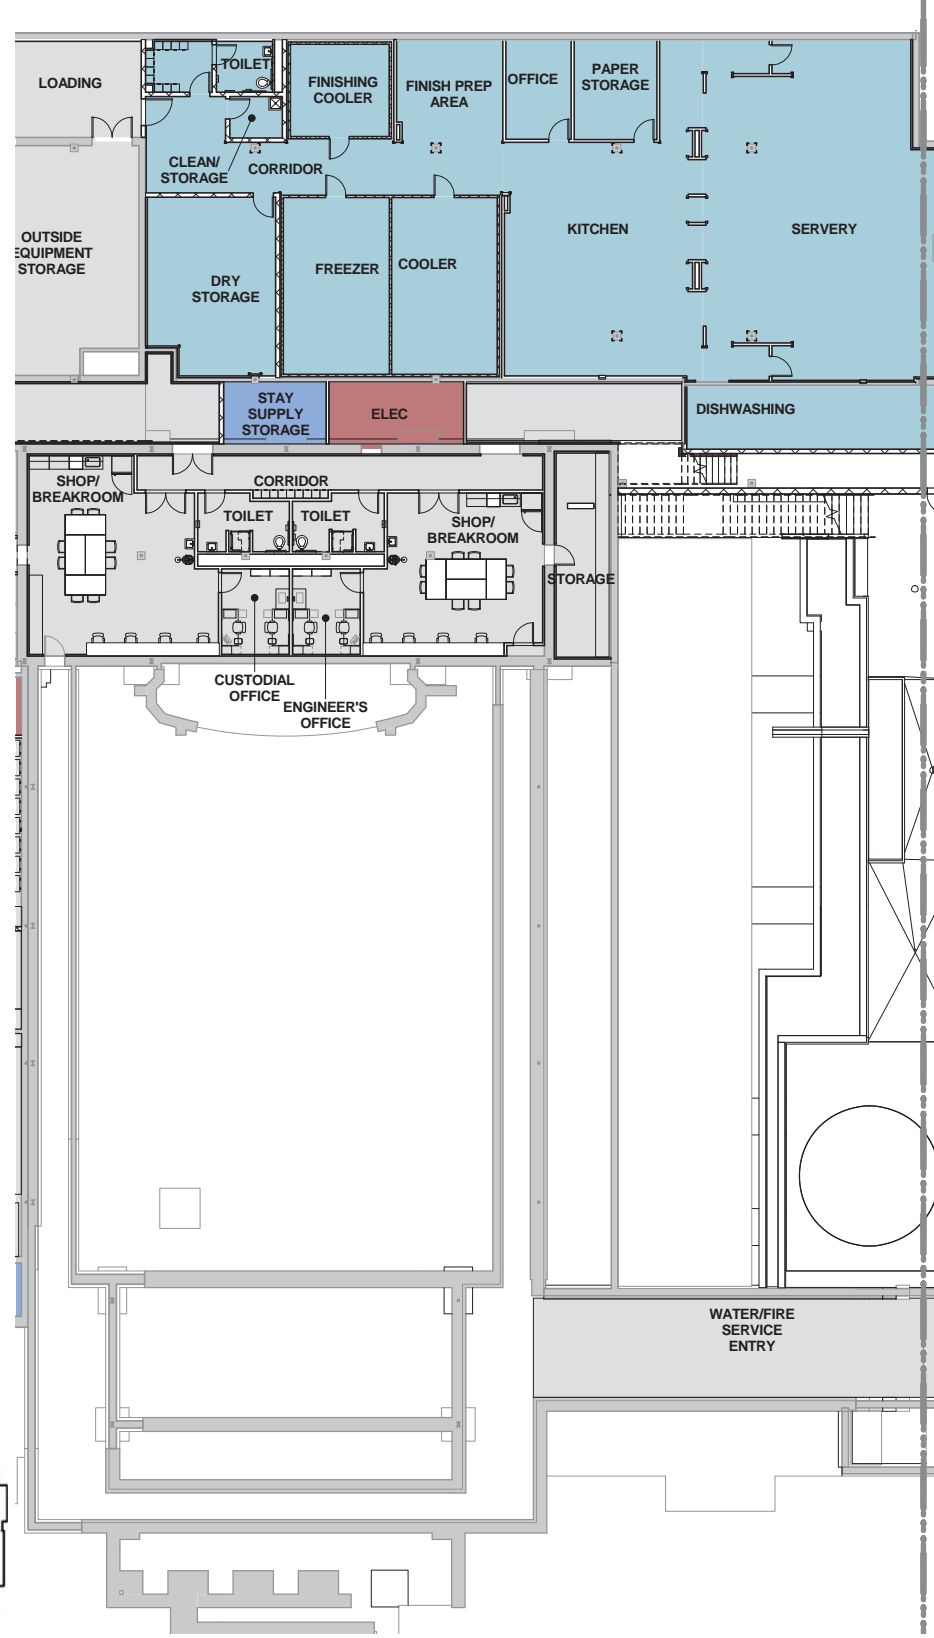 LOADING
TOILET
FINISHING
COOLER
FINISH PREP
AREA
OFFICE
PAPER
STORAGE
CLEAN/
STORAGE
CORRIDOR
OUTSIDE
EQUIPMENT
STORAGE
DRY
STORAGE
FREEZER
COOLER
KITCHEN
SERVERY
STAY
SUPPLY
STORAGE
ELEC
DISHWASHING
SHOP/
BREAKROOM
CORRIDOR
TOILET
TOILET
SHOP/
BREAKROOM
STORAGE
CUSTODIAL
OFFICE
ENGINEER'S
OFFICE
WATER/FIRE
SERVICE
ENTRY